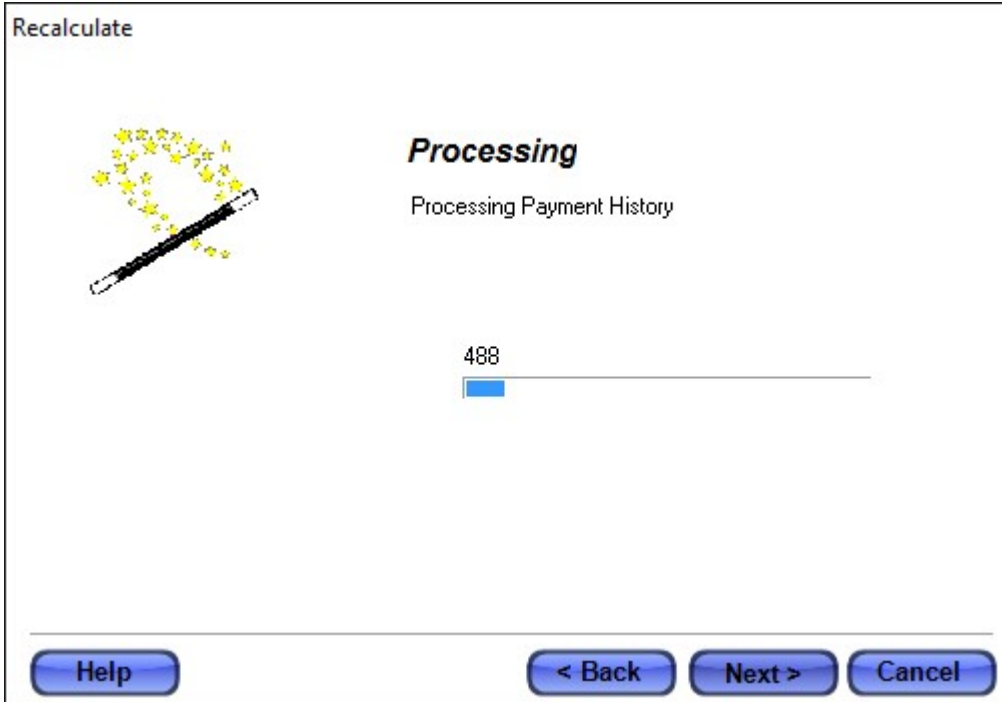 Recalculate
Processing
Processing Payment History
488
Help
< Back
Next >
Cancel